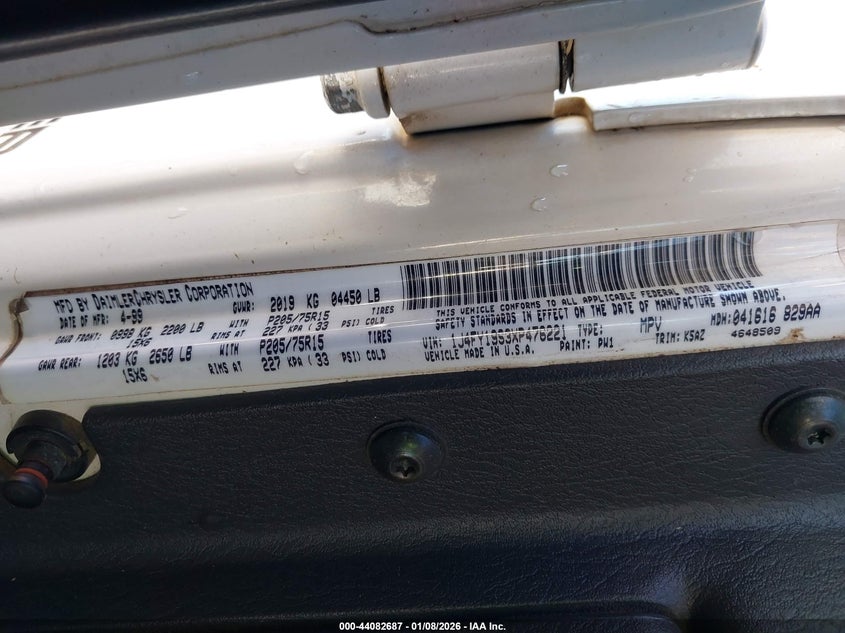 MFD BY DAIMLERCHRYSLER CORPORATION
DATE OF MFR: 4-99 GVWR: 2019 KG 04450 LB
GAWR FRONT: 0999 KG 2200 LB WITH P205/75R15 TIRES
15X6 RIMS AT 227 KPA ( 33 PSI) COLD
GAWR REAR: 1203 KG 2650 LB WITH P205/75R15 TIRES
15X6 RIMS AT 227 KPA ( 33 PSI) COLD
THIS VEHICLE CONFORMS TO ALL APPLICABLE FEDERAL MOTOR VEHICLE
SAFETY STANDARDS IN EFFECT ON THE DATE OF MANUFACTURE SHOWN ABOVE.
VIN: 1J4FY19S9XP476221 TYPE: MPV MDH: 041616 929AA
VEHICLE MADE IN U.S.A. PAINT: PW1 TRIM: K5AZ 4648509
000-44082687 - 01/08/2026 - IAA Inc.